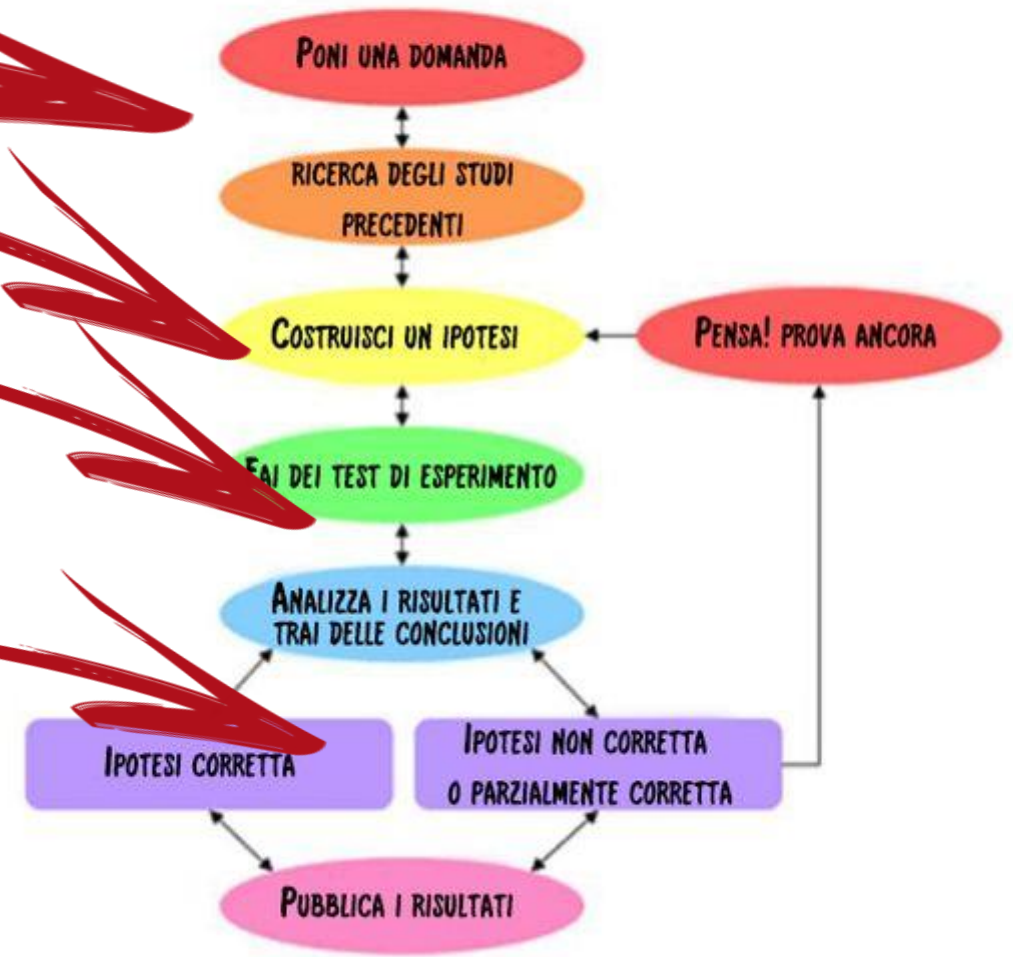 PONI UNA DOMANDA
RICERCA DEGLI STUDI
PRECEDENTI
COSTRUISCI UN IPOTESI
PENSA! PROVA ANCORA
FAI DEI TEST DI ESPERIMENTO
ANALIZZA I RISULTATI E
TRAI DELLE CONCLUSIONI
IPOTESI CORRETTA
IPOTESI NON CORRETTA
O PARZIALMENTE CORRETTA
PUBBLICA I RISULTATI